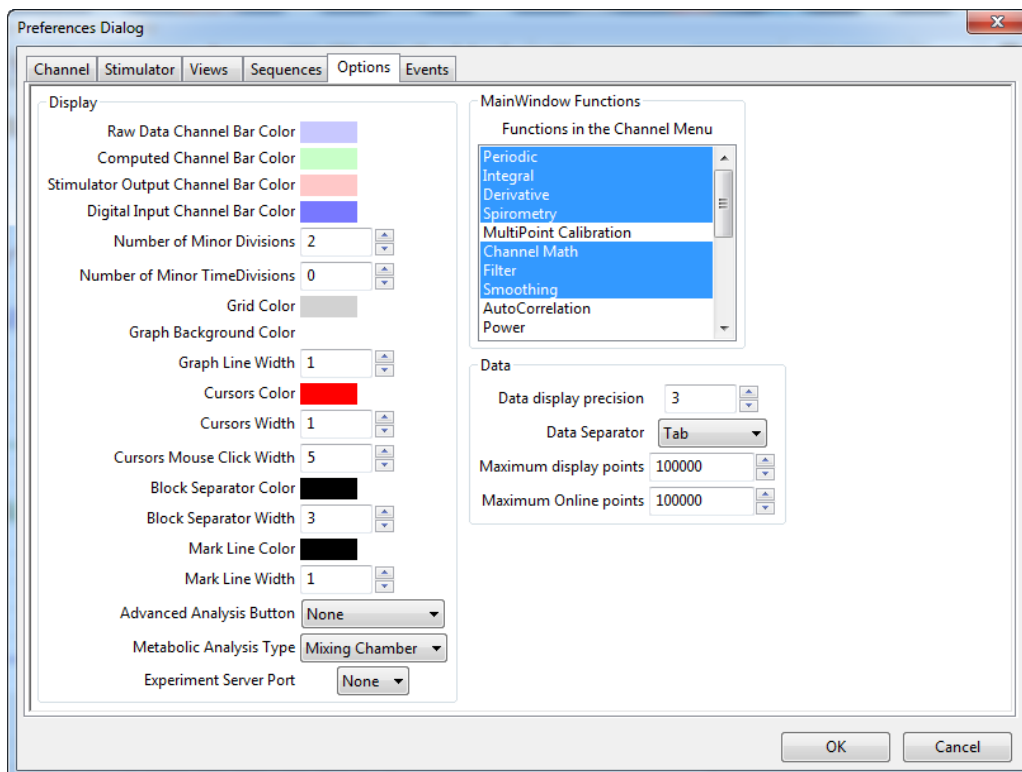 Preferences Dialog
Channel Stimulator Views Sequences Options Events
Display
Raw Data Channel Bar Color
Computed Channel Bar Color
Stimulator Output Channel Bar Color
Digital Input Channel Bar Color
Number of Minor Divisions 2
Number of Minor TimeDivisions 0
Grid Color
Graph Background Color
Graph Line Width 1
Cursors Color
Cursors Width 1
Cursors Mouse Click Width 5
Block Separator Color
Block Separator Width 3
Mark Line Color
Mark Line Width 1
Advanced Analysis Button None
Metabolic Analysis Type Mixing Chamber
Experiment Server Port None
MainWindow Functions
Functions in the Channel Menu
Periodic
Integral
Derivative
Spirometry
MultiPoint Calibration
Channel Math
Filter
Smoothing
AutoCorrelation
Power
Data
Data display precision 3
Data Separator Tab
Maximum display points 100000
Maximum Online points 100000
OK Cancel